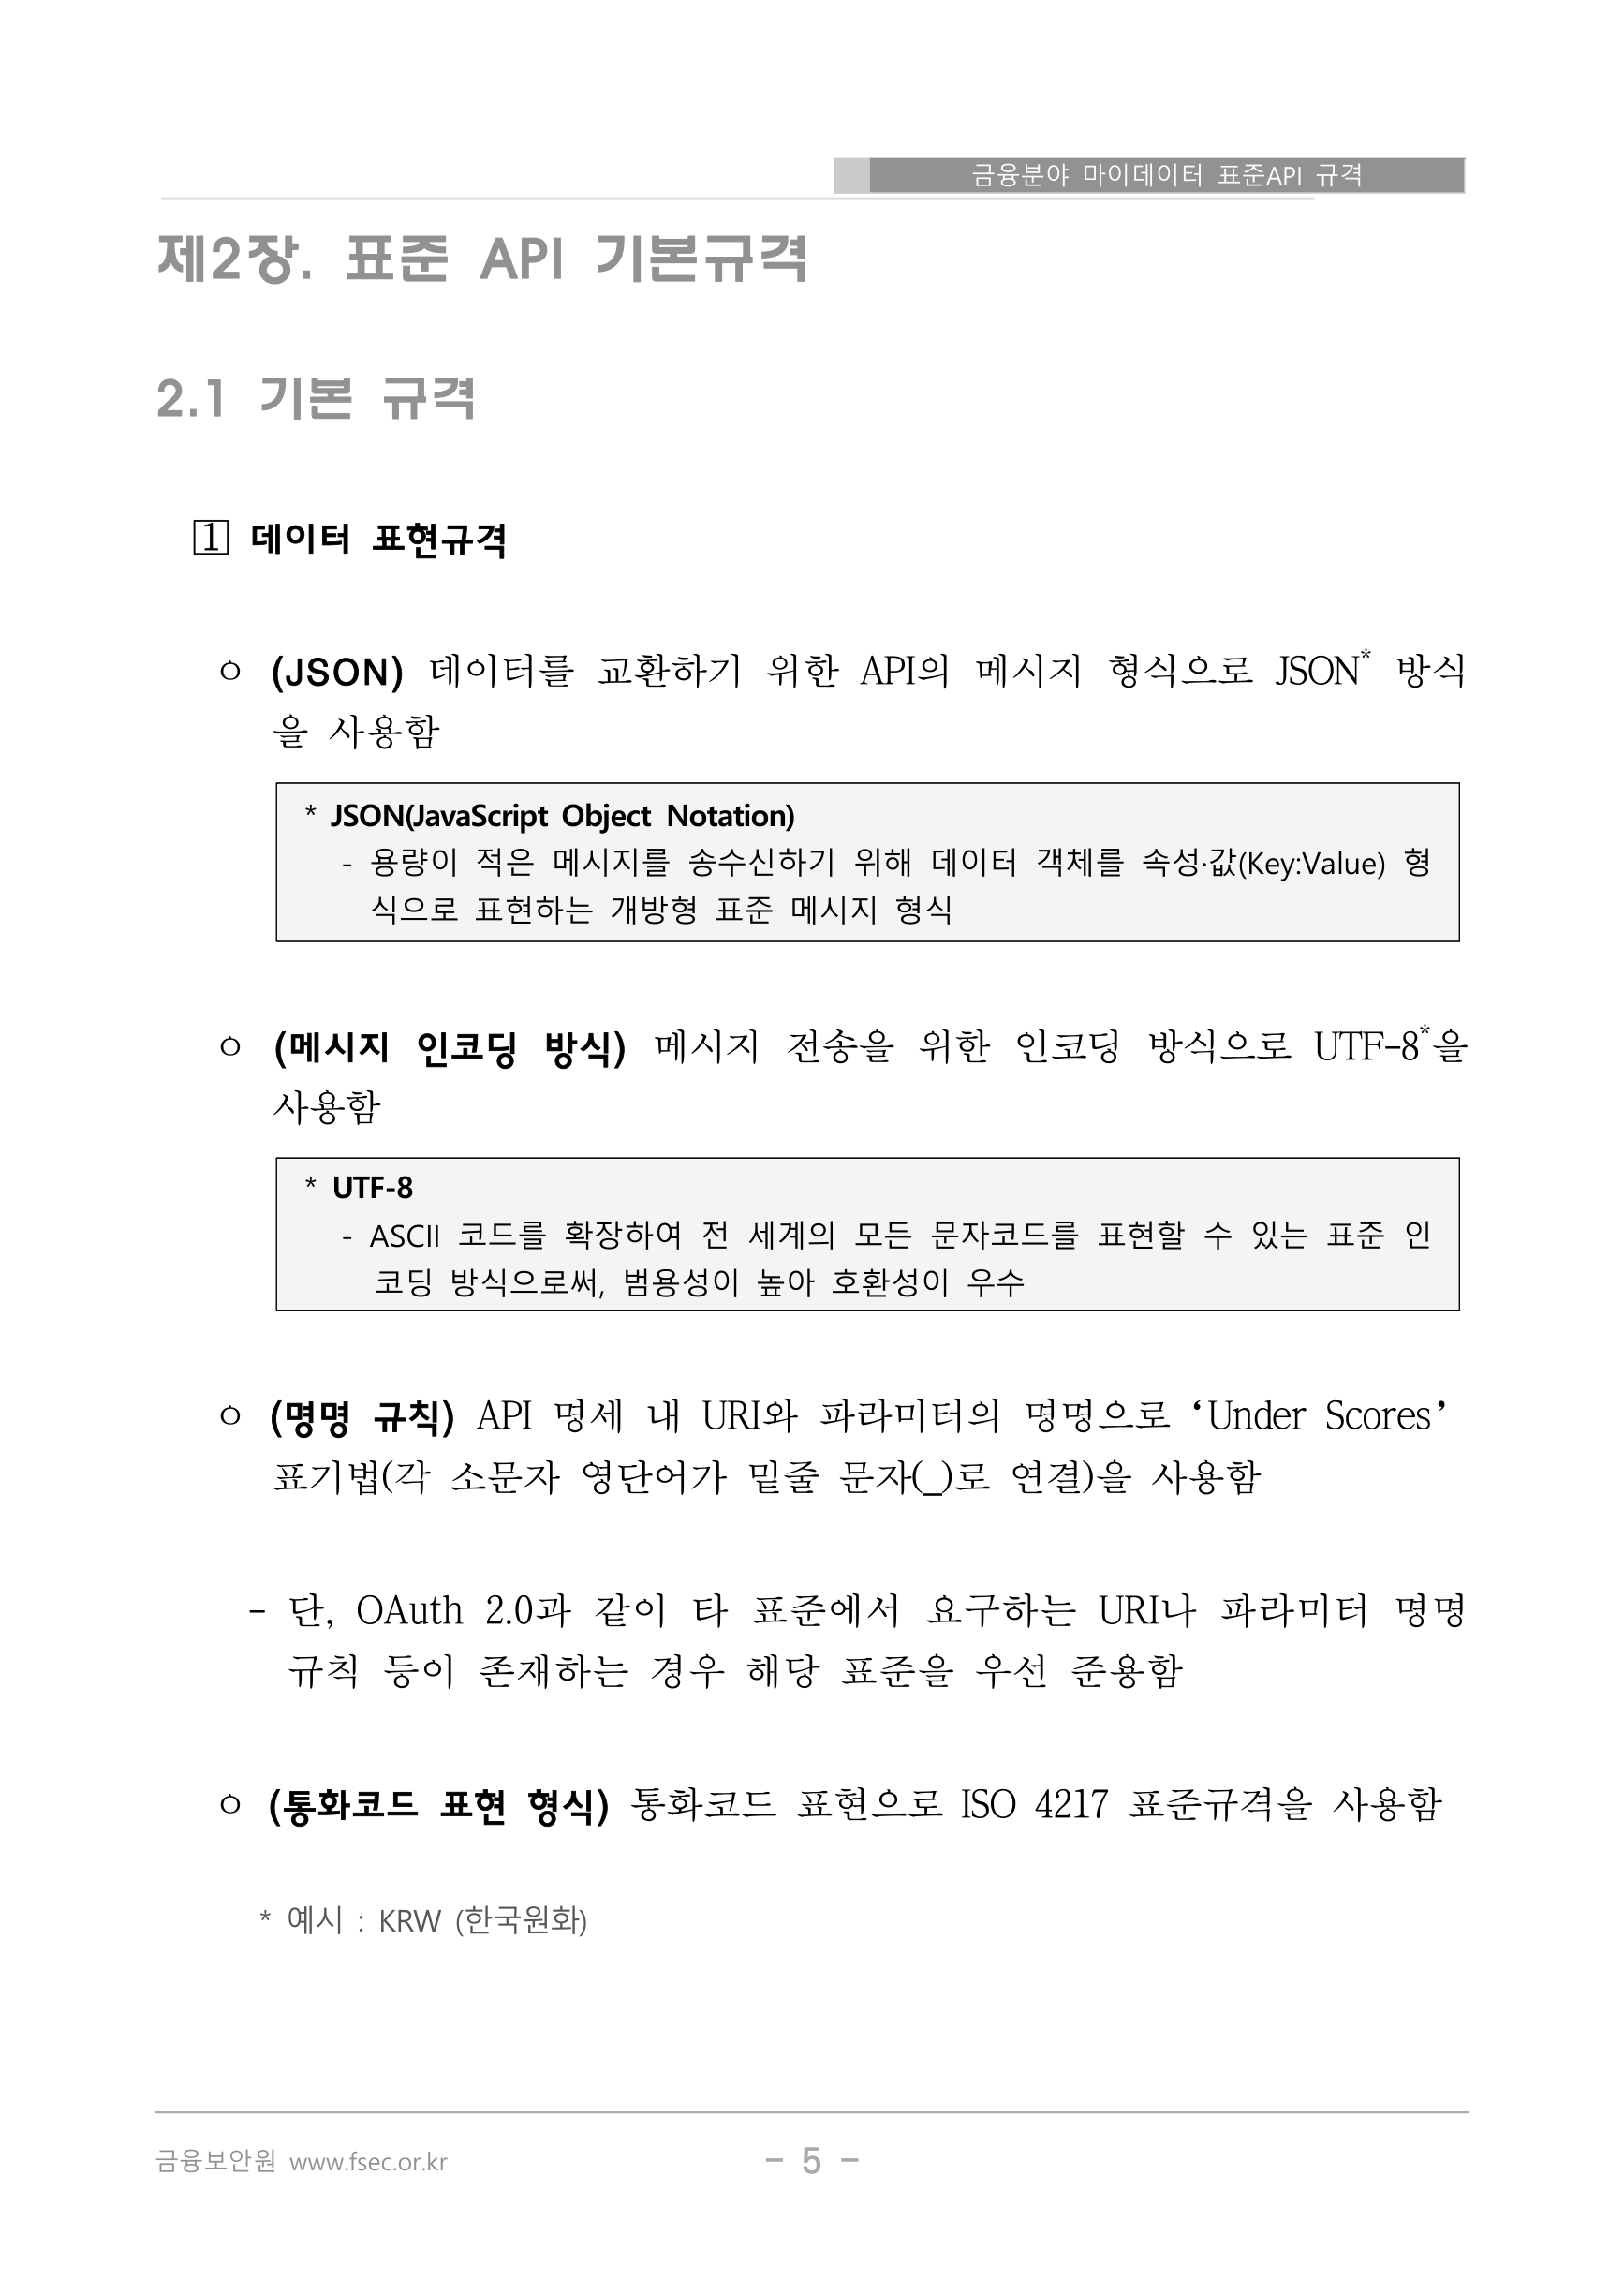 금융분야 마이데이터 표준API 규격
제2장. 표준 API 기본규격
2.1 기본 규격
1 데이터 표현규격
ㅇ (JSON) 데이터를 교환하기 위한 API의 메시지 형식으로 JSON* 방식
을 사용함
* JSON(JavaScript Object Notation)
- 용량이 적은 메시지를 송수신하기 위해 데이터 객체를 속성·값(Key:Value) 형
식으로 표현하는 개방형 표준 메시지 형식
ㅇ (메시지 인코딩 방식) 메시지 전송을 위한 인코딩 방식으로 UTF-8*을
사용함
* UTF-8
- ASCII 코드를 확장하여 전 세계의 모든 문자코드를 표현할 수 있는 표준 인
코딩 방식으로써, 범용성이 높아 호환성이 우수
ㅇ (명명 규칙) API 명세 내 URI와 파라미터의 명명으로 ‘Under Scores’
표기법(각 소문자 영단어가 밑줄 문자(_)로 연결)을 사용함
- 단, OAuth 2.0과 같이 타 표준에서 요구하는 URI나 파라미터 명명
규칙 등이 존재하는 경우 해당 표준을 우선 준용함
ㅇ (통화코드 표현 형식) 통화코드 표현으로 ISO 4217 표준규격을 사용함
* 예시 : KRW (한국원화)
금융보안원 www.fsec.or.kr
- 5 -